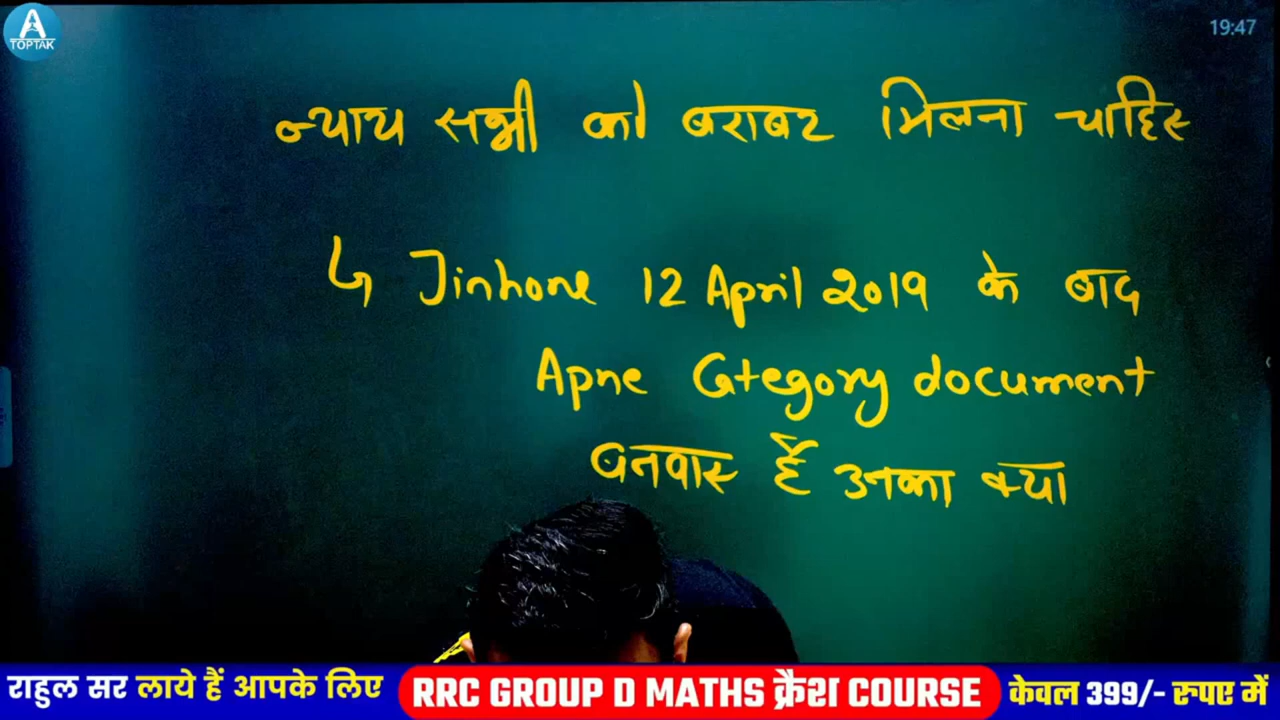 A
TOPTAK
19:47
न्याय सभी को बराबर मिलना चाहिए
↳ Jinhone 12 April 2019 के बाद
Apne Ctegory document
बनवाए हैं उनका क्या
राहुल सर लाये हैं आपके लिए RRC GROUP D MATHS क्रैश COURSE केवल 399/- रुपए में